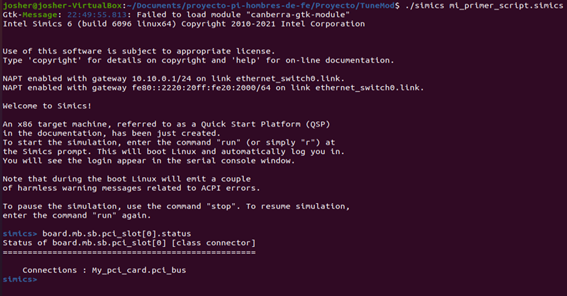 josher@josher-VirtualBox:~/Documents/proyecto-pi-hombres-de-fe/Proyecto/TuneMod$ ./simics mi_primer_script.simics
Gtk-Message: 22:49:55.813: Failed to load module "canberra-gtk-module"
Intel Simics 6 (build 6096 linux64) Copyright 2010-2021 Intel Corporation
Use of this software is subject to appropriate license.
Type 'copyright' for details on copyright and 'help' for on-line documentation.
NAPT enabled with gateway 10.10.0.1/24 on link ethernet_switch0.link.
NAPT enabled with gateway fe80::2220:20ff:fe20:2000/64 on link ethernet_switch0.link.
Welcome to Simics!
An x86 target machine, referred to as a Quick Start Platform (QSP)
in the documentation, has been just created.
To start the simulation, enter the command "run" (or simply "r") at
the Simics prompt. This will boot Linux and automatically log you in.
You will see the login appear in the serial console window.
Note that during the boot Linux will emit a couple
of harmless warning messages related to ACPI errors.
To pause the simulation, use the command "stop". To resume simulation,
enter the command "run" again.
simics> board.mb.sb.pci_slot[0].status
Status of board.mb.sb.pci_slot[0] [class connector]
===================================================
Connections : My_pci_card.pci_bus
simics>